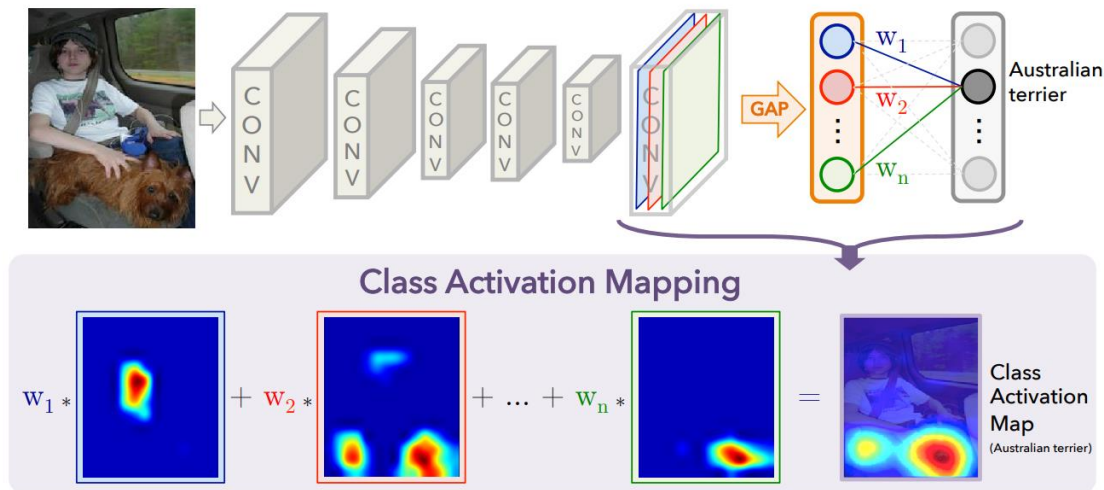 CONV
CONV
CONV
CONV
CONV
CONV
GAP
w1
w2
⋮
wn
⋮
Australian
terrier
Class Activation Mapping
w1 * + w2 * + ... + wn * =
Class
Activation
Map
(Australian terrier)